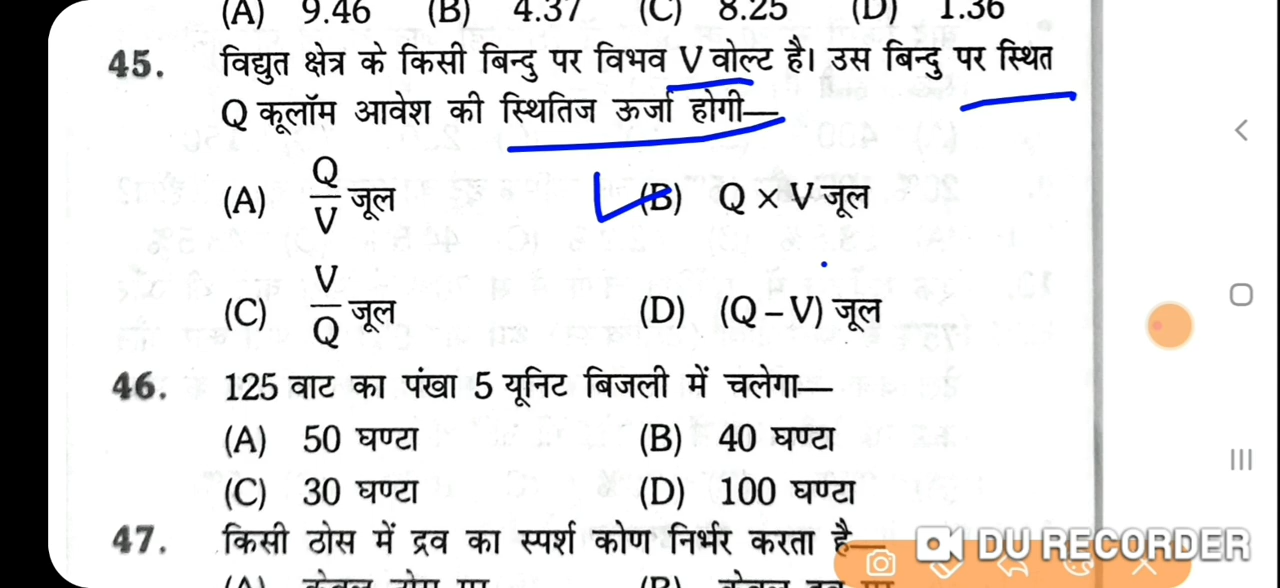 (A) 9.46 (B) 4.37 (C) 8.25 (D) 1.36
45. विद्युत क्षेत्र के किसी बिन्दु पर विभव V वोल्ट है। उस बिन्दु पर स्थित
Q कूलॉम आवेश की स्थितिज ऊर्जा होगी—
(A) Q/V जूल (B) Q × V जूल
(C) V/Q जूल (D) (Q – V) जूल
46. 125 वाट का पंखा 5 यूनिट बिजली में चलेगा—
(A) 50 घण्टा (B) 40 घण्टा
(C) 30 घण्टा (D) 100 घण्टा
47. किसी ठोस में द्रव का स्पर्श कोण निर्भर करता है—
DU RECORDER